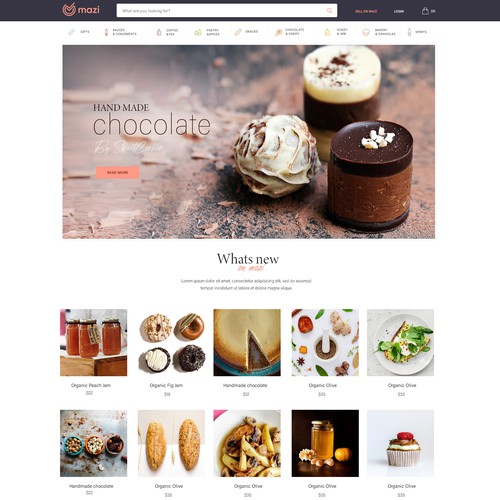 mazi
What are you looking for?
SELL ON MAZI
LOGIN
(0)
GIFTS
SAUCES
& CONDIMENTS
COFFEE
& TEA
PANTRY
& SPICES
SNACKS
CHOCOLATE
& CANDY
HONEY
& JAM
BAKERY
& GRANOLAS
SPIRITS
HAND MADE
chocolate
READ MORE
Whats new
on mazi
Lorem ipsum dolor sit amet, consectetur adipiscing elit, sed do eiusmod
tempor incididunt ut labore et dolore magna aliqua
Organic Peach Jam
$22
Organic Fig Jam
$18
Handmade chocolate
$12
Organic Olive
$35
Organic Olive
$35
Handmade chocolate
$22
Organic Olive
$35
Organic Olive
$35
Organic Olive
$35
Organic Olive
$35